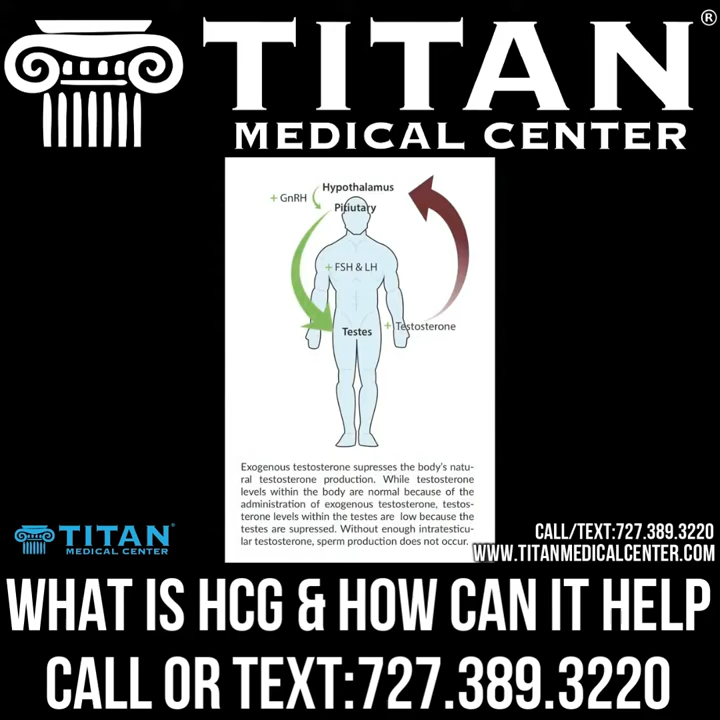 TITAN®
MEDICAL CENTER
Hypothalamus
+ GnRH
Pitiutary
+ FSH & LH
Testes
+ Testosterone
Exogenous testosterone supresses the body's natu-
ral testosterone production. While testosterone
levels within the body are normal because of the
administration of exogenous testosterone, testos-
terone levels within the testes are low because the
testes are supressed. Without enough intratesticu-
lar testosterone, sperm production does not occur.
TITAN®
MEDICAL CENTER
CALL/TEXT:727.389.3220
WWW.TITANMEDICALCENTER.COM
WHAT IS HCG & HOW CAN IT HELP
CALL OR TEXT:727.389.3220